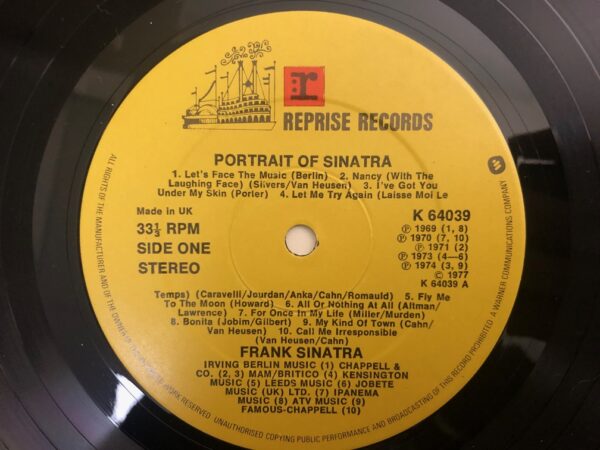 r
REPRISE RECORDS
PORTRAIT OF SINATRA
1. Let's Face The Music (Berlin) 2. Nancy (With The
Laughing Face) (Silvers/Van Heusen) 3. I've Got You
Under My Skin (Porter) 4. Let Me Try Again (Laisse Moi Le
Made in UK
33⅓ RPM
SIDE ONE
STEREO
K 64039
Ⓟ 1969 (1, 8)
Ⓟ 1970 (7, 10)
Ⓟ 1971 (2)
Ⓟ 1973 (4–6)
Ⓟ 1974 (3, 9)
© 1977
K 64039 A
Temps) (Caravelli/Jourdan/Anka/Cahn/Romauld) 5. Fly Me
To The Moon (Howard) 6. All Or Nothing At All (Altman/
Lawrence) 7. For Once In My Life (Miller/Murden)
8. Bonita (Jobim/Gilbert) 9. My Kind Of Town (Cahn/
Van Heusen) 10. Call Me Irresponsible
(Van Heusen/Cahn)
FRANK SINATRA
IRVING BERLIN MUSIC (1) CHAPPELL &
CO. (2, 3) MAM/BRITICO (4) KENSINGTON
MUSIC (5) LEEDS MUSIC (6) JOBETE
MUSIC (UK) LTD. (7) IPANEMA
MUSIC (8) ATV MUSIC (9)
FAMOUS-CHAPPELL (10)
ALL RIGHTS OF THE MANUFACTURER AND OF THE OWNER OF WORK RESERVED UNAUTHORISED COPYING PUBLIC PERFORMANCE AND BROADCASTING OF THIS RECORD PROHIBITED · A WARNER COMMUNICATIONS COMPANY